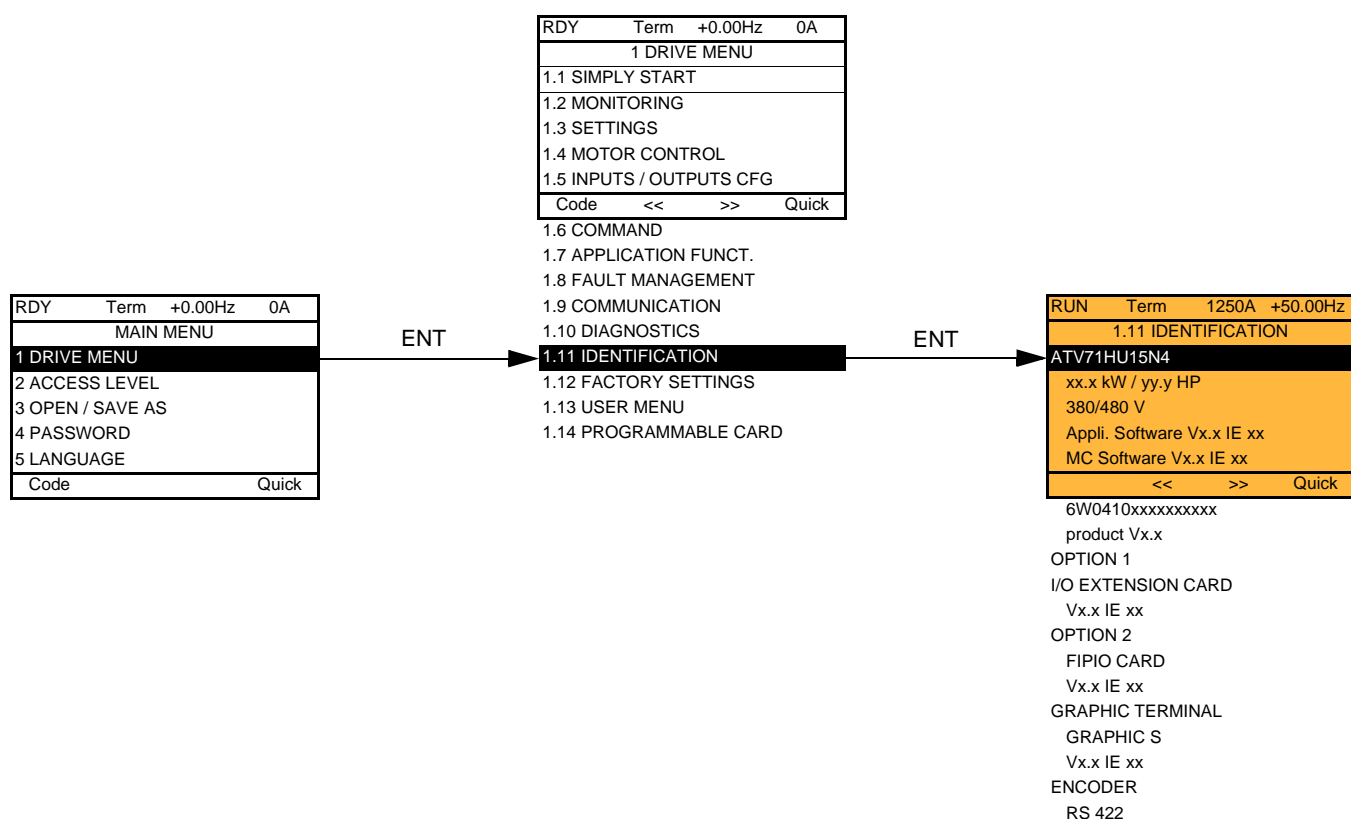 RDY Term +0.00Hz 0A
MAIN MENU
1 DRIVE MENU
2 ACCESS LEVEL
3 OPEN / SAVE AS
4 PASSWORD
5 LANGUAGE
Code Quick
ENT
RDY Term +0.00Hz 0A
1 DRIVE MENU
1.1 SIMPLY START
1.2 MONITORING
1.3 SETTINGS
1.4 MOTOR CONTROL
1.5 INPUTS / OUTPUTS CFG
Code << >> Quick
1.6 COMMAND
1.7 APPLICATION FUNCT.
1.8 FAULT MANAGEMENT
1.9 COMMUNICATION
1.10 DIAGNOSTICS
1.11 IDENTIFICATION
1.12 FACTORY SETTINGS
1.13 USER MENU
1.14 PROGRAMMABLE CARD
ENT
RUN Term 1250A +50.00Hz
1.11 IDENTIFICATION
ATV71HU15N4
xx.x kW / yy.y HP
380/480 V
Appli. Software Vx.x IE xx
MC Software Vx.x IE xx
<< >> Quick
6W0410xxxxxxxxxx
product Vx.x
OPTION 1
I/O EXTENSION CARD
Vx.x IE xx
OPTION 2
FIPIO CARD
Vx.x IE xx
GRAPHIC TERMINAL
GRAPHIC S
Vx.x IE xx
ENCODER
RS 422